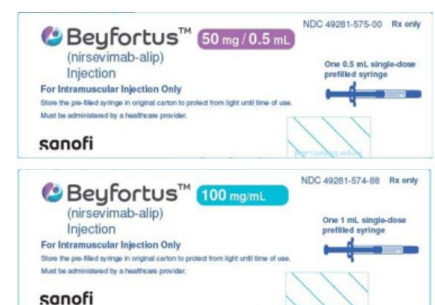 NDC 49281-575-00 Rx only
Beyfortus™ 50 mg / 0.5 mL
(nirsevimab-alip)
Injection
One 0.5 mL single-dose
prefilled syringe
For Intramuscular Injection Only
Store the pre-filled syringe in original carton to protect from light until time of use.
Must be administered by a healthcare provider.
sanofi
NDC 49281-574-88 Rx only
Beyfortus™ 100 mg/mL
(nirsevimab-alip)
Injection
One 1 mL single-dose
prefilled syringe
For Intramuscular Injection Only
Store the pre-filled syringe in original carton to protect from light until time of use.
Must be administered by a healthcare provider.
sanofi